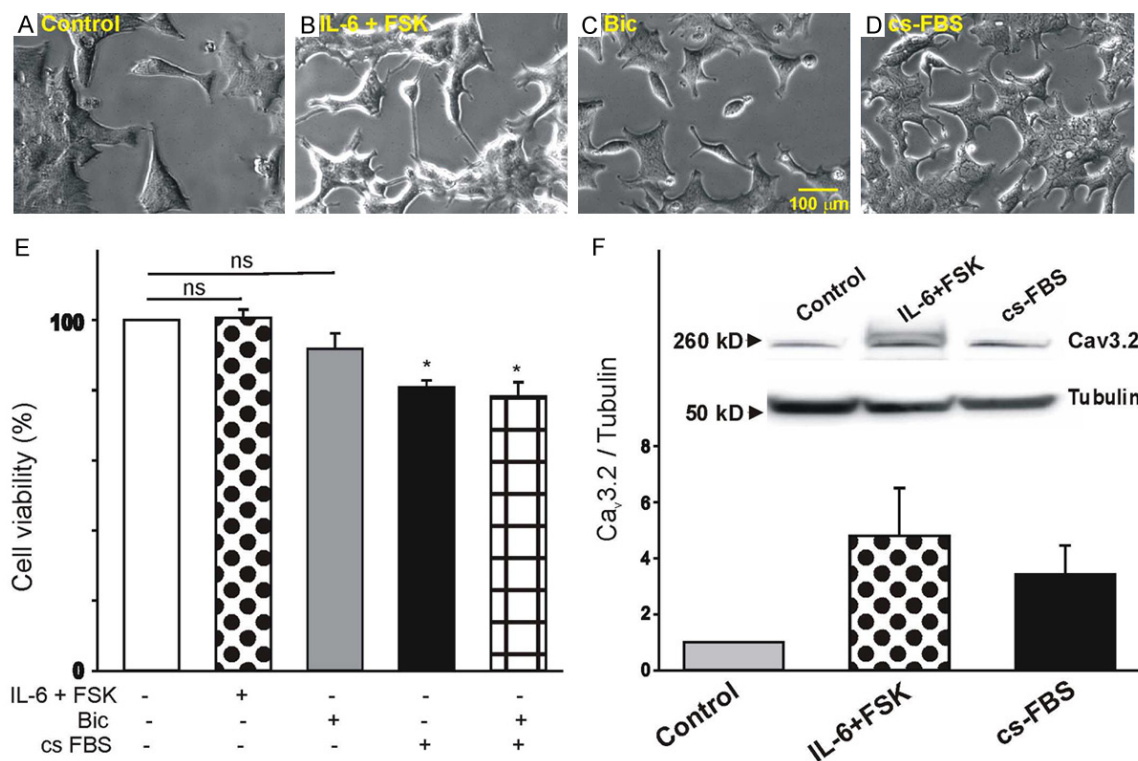 A Control
B IL-6 + FSK
C Bic
D cs-FBS
100 µm
E
ns
ns
100
* *
0
Cell viability (%)
IL-6 + FSK - + - - -
Bic - - + - +
cs FBS - - - + +
F
Control IL-6+FSK cs-FBS
260 kD Cav3.2
50 kD Tubulin
8
6
4
2
0
Cav3.2 / Tubulin
Control IL-6+FSK cs-FBS